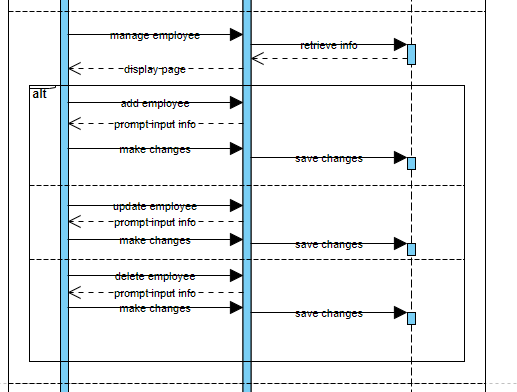 manage employee
retrieve info
display page
alt
add employee
prompt input info
make changes
save changes
update employee
prompt input info
make changes
save changes
delete employee
prompt input info
make changes
save changes